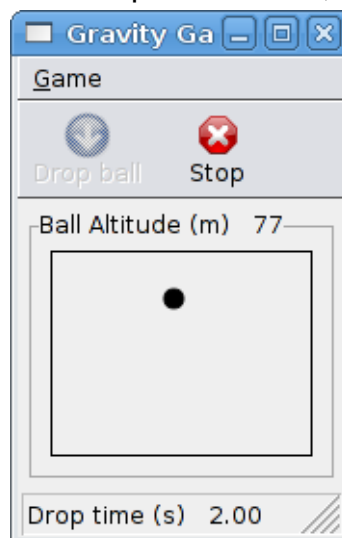 Gravity Ga
Game
Drop ball
Stop
Ball Altitude (m) 77
Drop time (s) 2.00